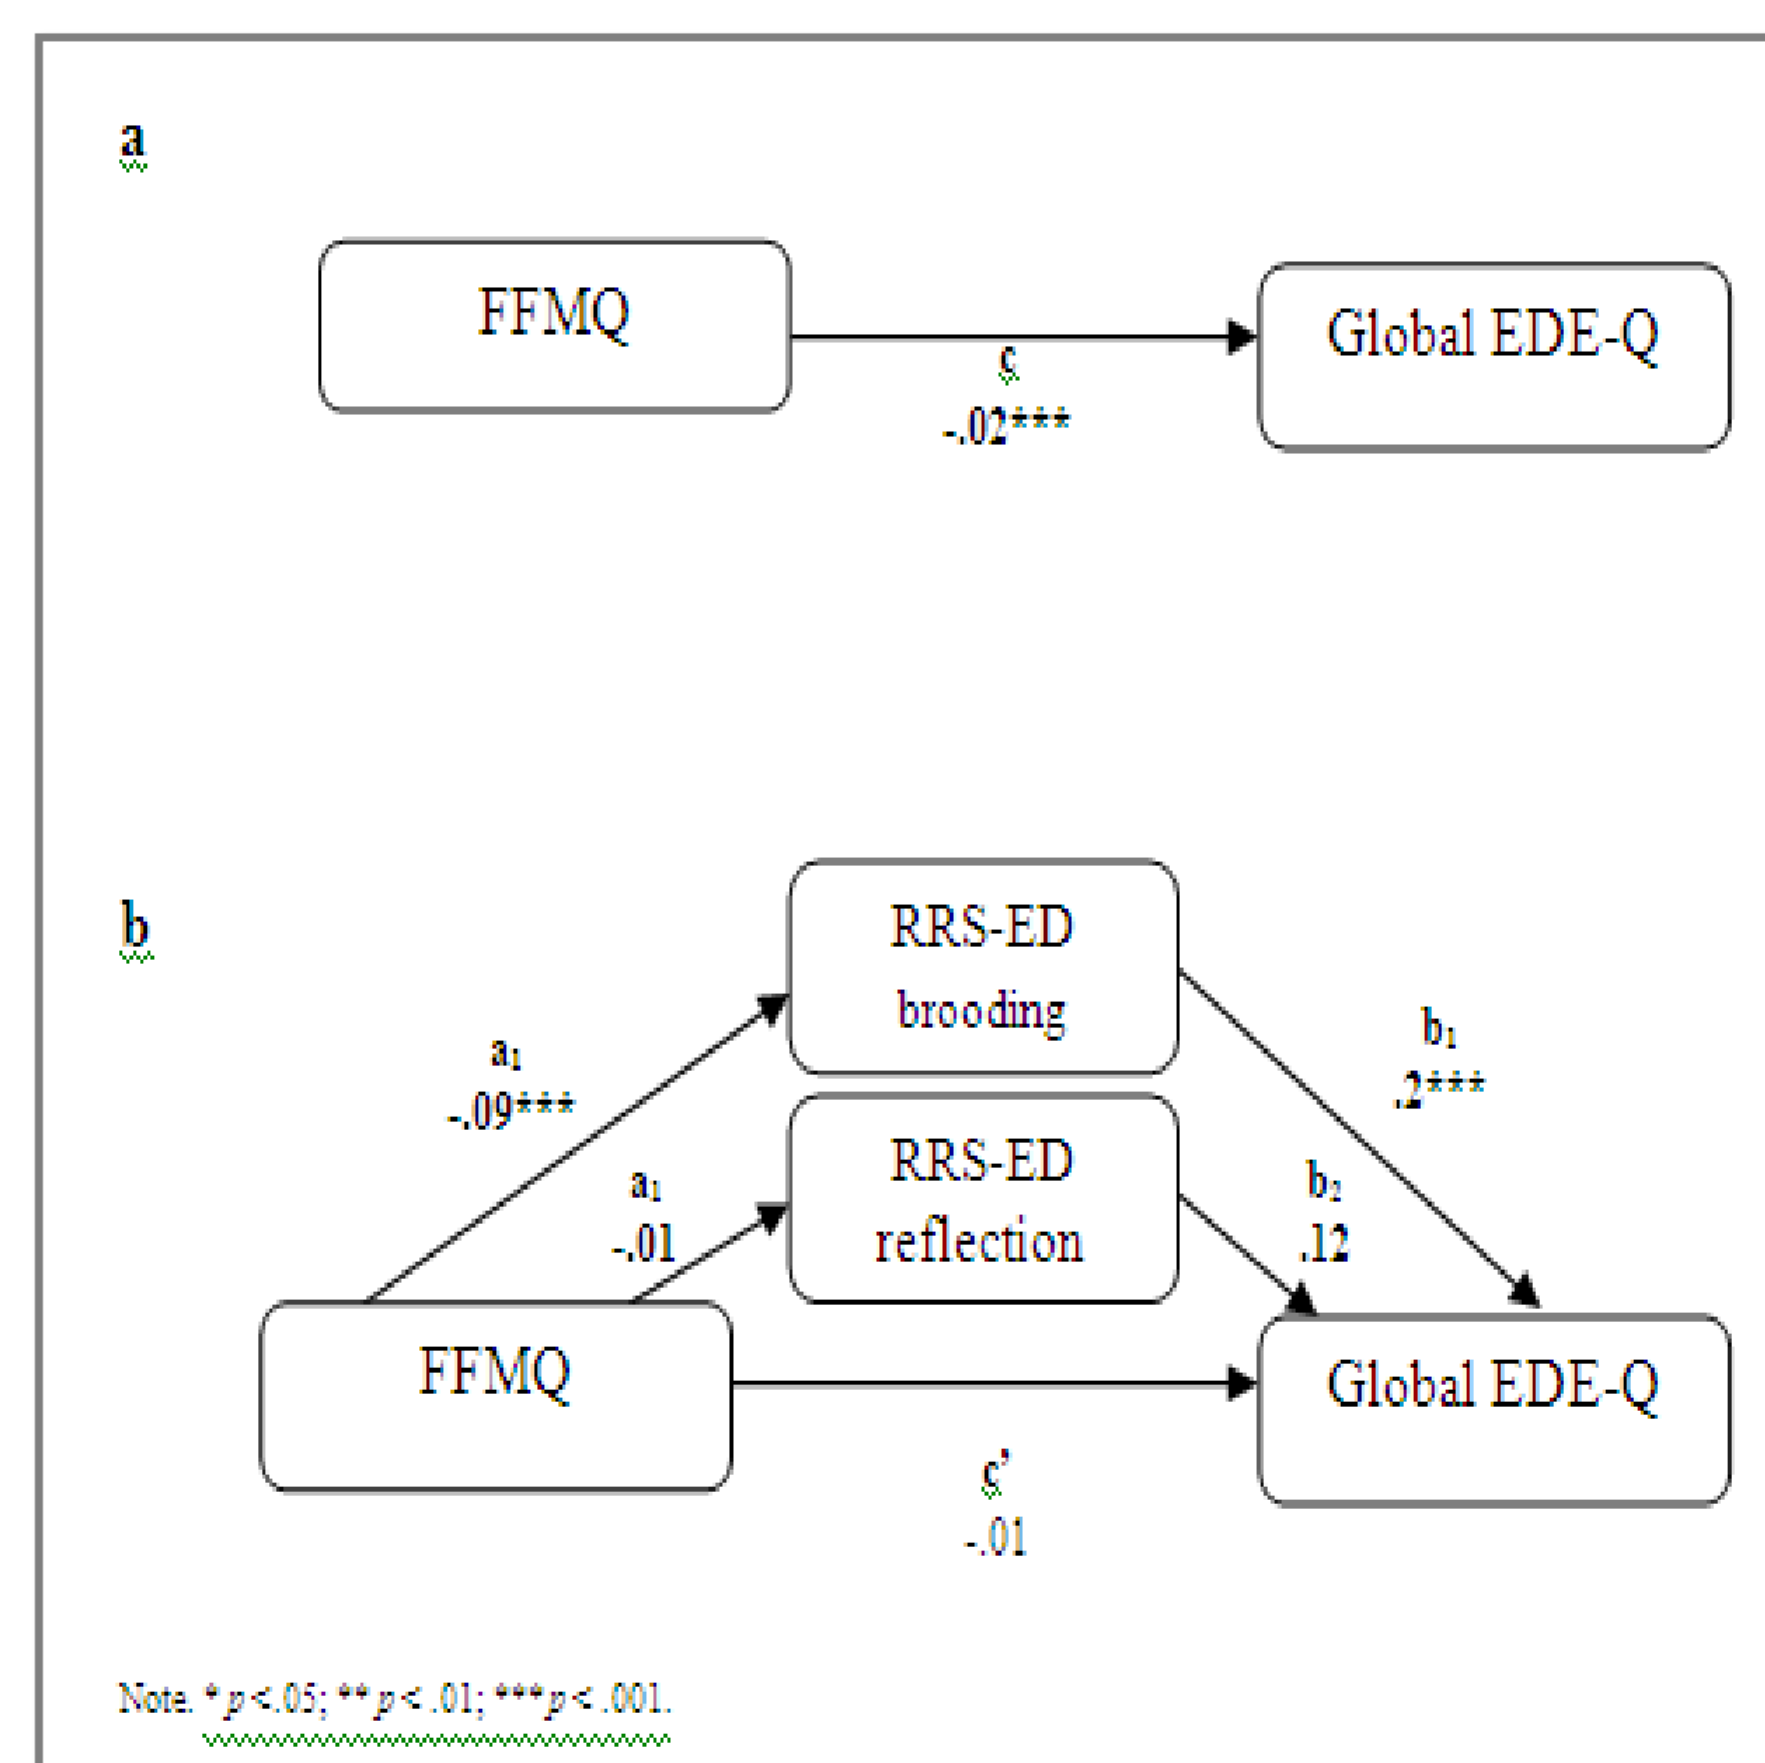 a
FFMQ
Global EDE-Q
c
-.02***
b
RRS-ED
brooding
a₁
-.09***
b₁
.2***
RRS-ED
reflection
a₁
-.01
b₂
.12
FFMQ
Global EDE-Q
c’
-.01
Note. * p < .05; ** p < .01; *** p < .001.